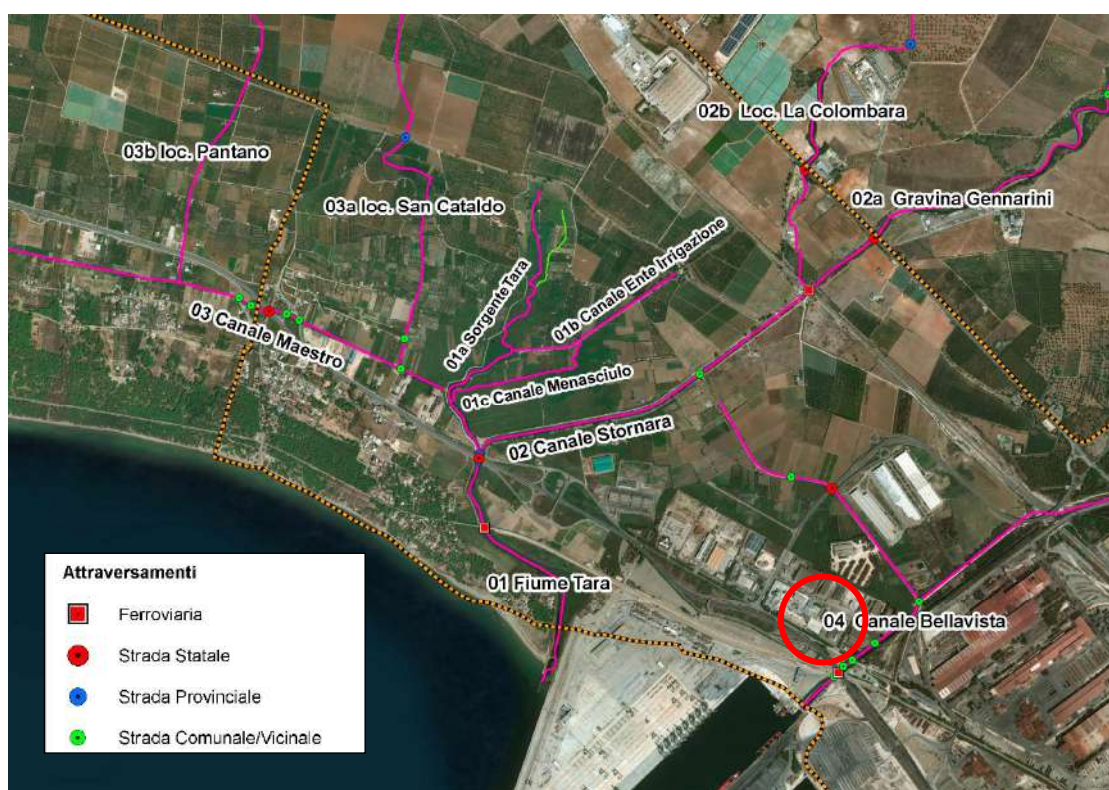 02b Loc. La Colombara
03b loc. Pantano
03a loc. San Cataldo
02a Gravina Gennarini
01a Sorgente Tara
01b Canale Ente Irrigazione
03 Canale Maestro
01c Canale Menasciulo
02 Canale Stornara
01 Fiume Tara
04 Canale Bellavista
Attraversamenti
Ferroviaria
Strada Statale
Strada Provinciale
Strada Comunale/Vicinale